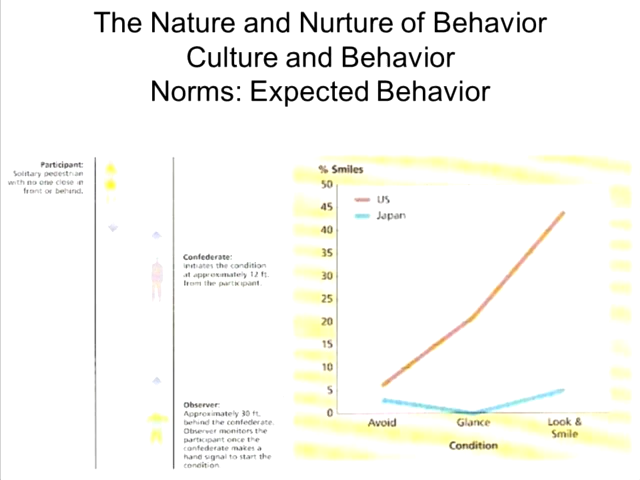 The Nature and Nurture of Behavior
Culture and Behavior
Norms: Expected Behavior
Participant:
Solitary pedestrian
with no one close in
front or behind.
Confederate:
initiates the condition
at approximately 12 ft.
from the participant.
Observer:
Approximately 30 ft.
behind the confederate.
Observer monitors the
participant once the
confederate makes a
hand signal to start the
condition
% Smiles
50
45
40
35
30
25
20
15
10
5
0
US
Japan
Avoid
Glance
Look &
Smile
Condition